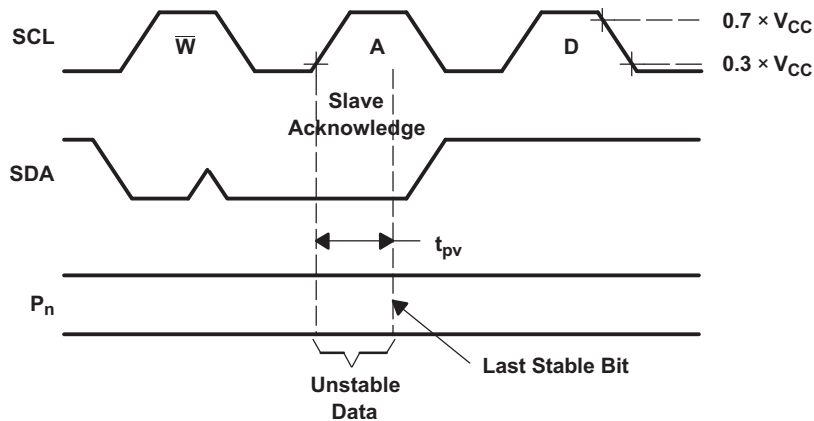 SCL
W̅
A
D
0.7 × VCC
0.3 × VCC
Slave
Acknowledge
SDA
tpv
Pn
Last Stable Bit
Unstable
Data